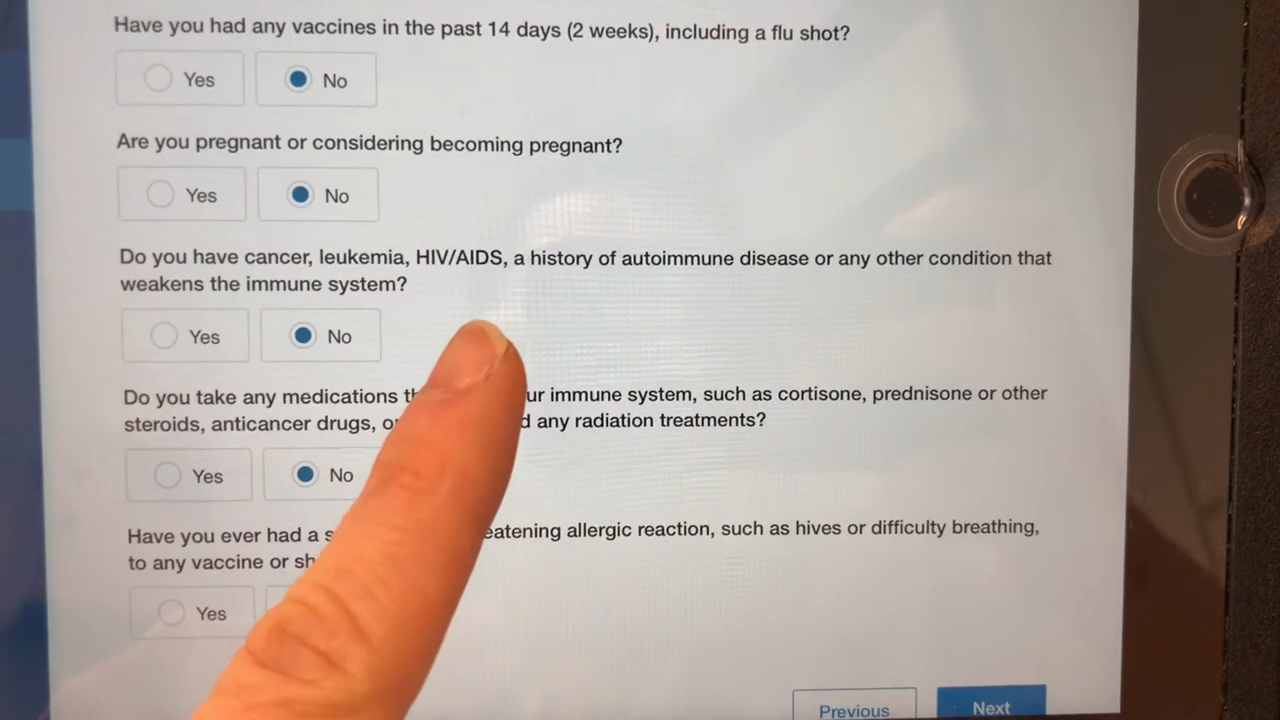 Have you had any vaccines in the past 14 days (2 weeks), including a flu shot?
Yes No
Are you pregnant or considering becoming pregnant?
Yes No
Do you have cancer, leukemia, HIV/AIDS, a history of autoimmune disease or any other condition that
weakens the immune system?
Yes No
Do you take any medications immune system, such as cortisone, prednisone or other
steroids, anticancer drugs, any radiation treatments?
Yes No
Have you ever had a allergic reaction, such as hives or difficulty breathing,
to any vaccine or
Yes
Previous Next